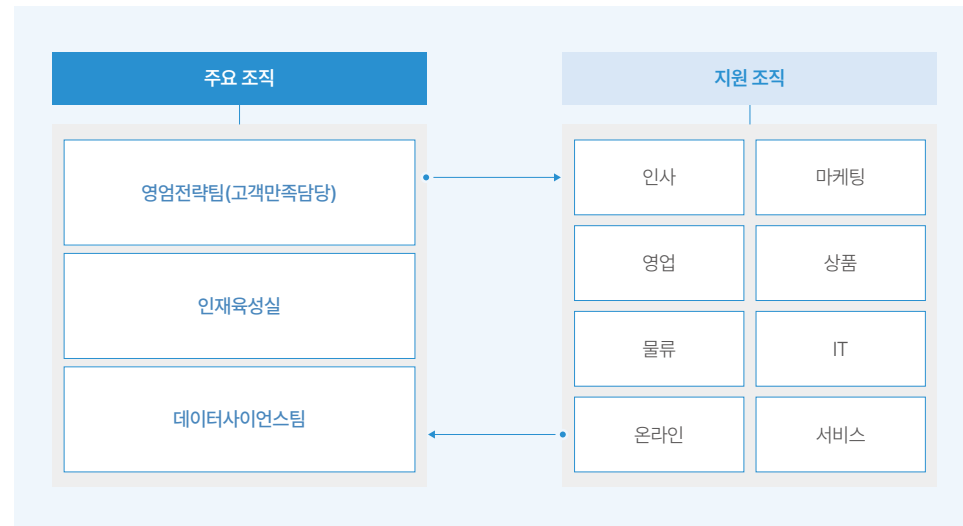 주요 조직
영엄전략팀(고객만족담당)
인재육성실
데이터사이언스팀
지원 조직
인사
마케팅
영업
상품
물류
IT
온라인
서비스